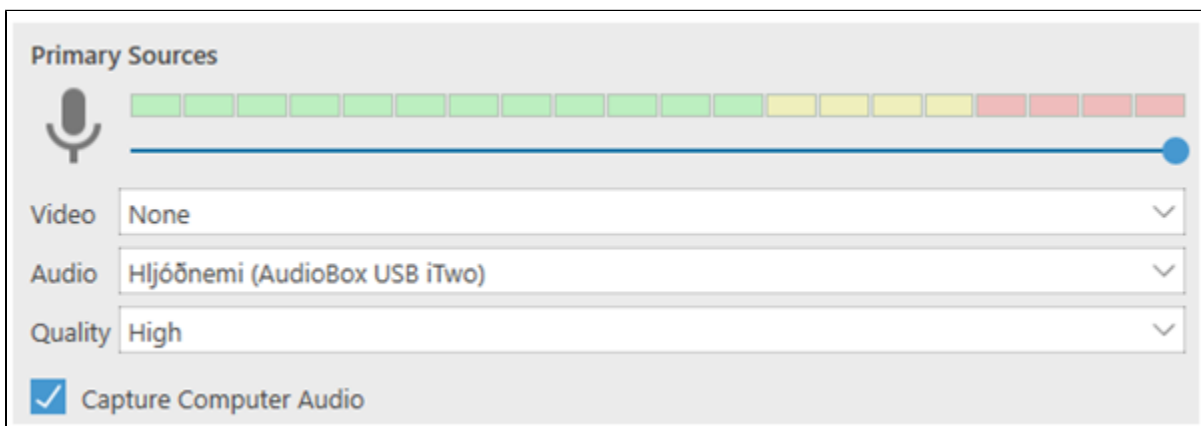 Primary Sources
Video None
Audio Hljóðnemi (AudioBox USB iTwo)
Quality High
Capture Computer Audio